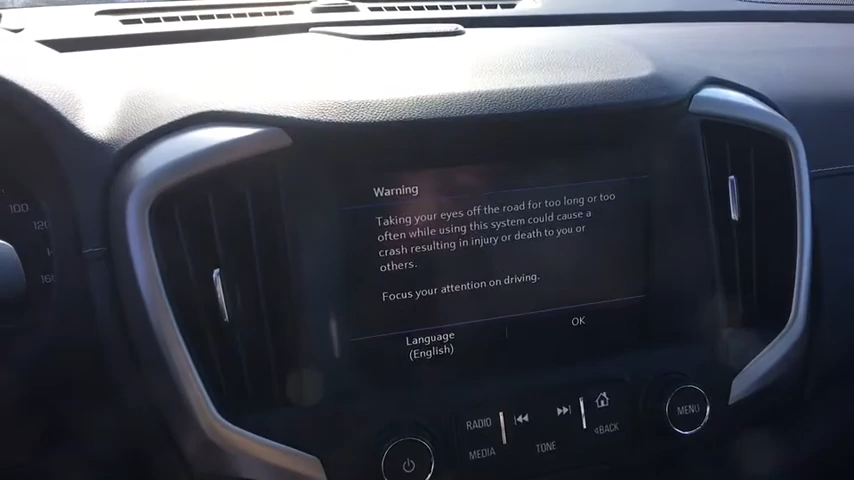 Warning
Taking your eyes off the road for too long or too
often while using this system could cause a
crash resulting in injury or death to you or
others.
Focus your attention on driving.
Language
(English)
OK
100
120
160
RADIO
MEDIA
TONE
<BACK
MENU